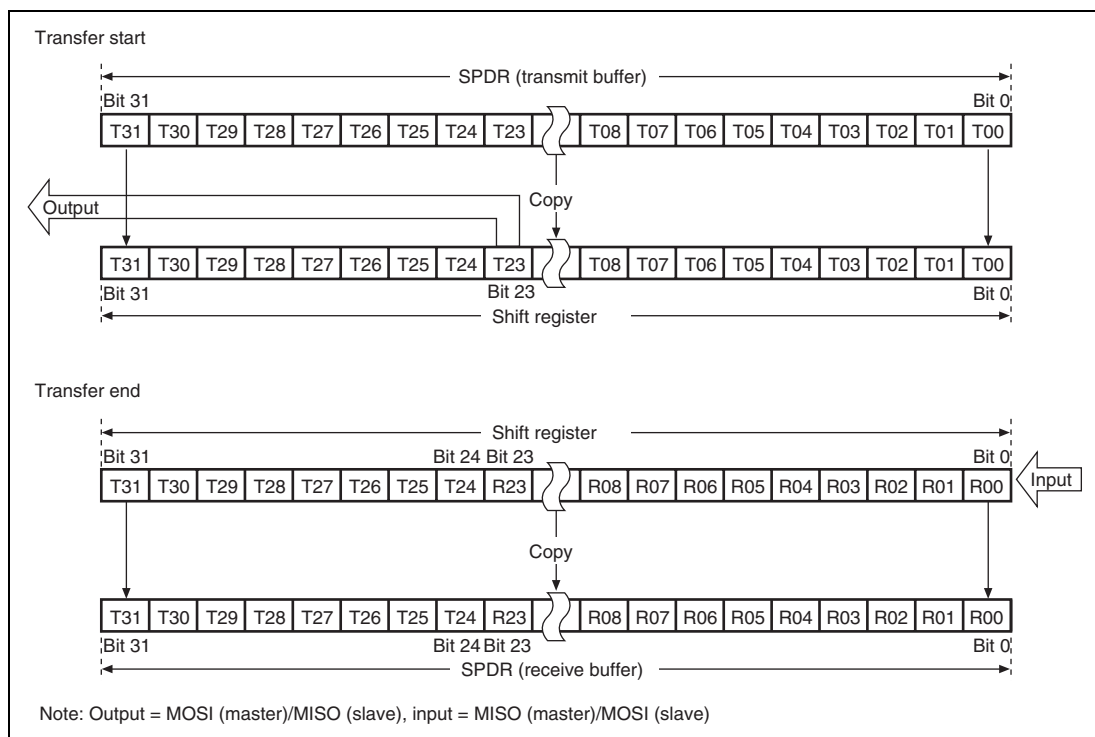 Transfer start
SPDR (transmit buffer)
Bit 31 Bit 0
T31 T30 T29 T28 T27 T26 T25 T24 T23 T08 T07 T06 T05 T04 T03 T02 T01 T00
Output Copy
T31 T30 T29 T28 T27 T26 T25 T24 T23 T08 T07 T06 T05 T04 T03 T02 T01 T00
Bit 31 Bit 23 Bit 0
Shift register
Transfer end
Shift register
Bit 31 Bit 24 Bit 23 Bit 0
T31 T30 T29 T28 T27 T26 T25 T24 R23 R08 R07 R06 R05 R04 R03 R02 R01 R00 Input
Copy
T31 T30 T29 T28 T27 T26 T25 T24 R23 R08 R07 R06 R05 R04 R03 R02 R01 R00
Bit 31 Bit 24 Bit 23 Bit 0
SPDR (receive buffer)
Note: Output = MOSI (master)/MISO (slave), input = MISO (master)/MOSI (slave)